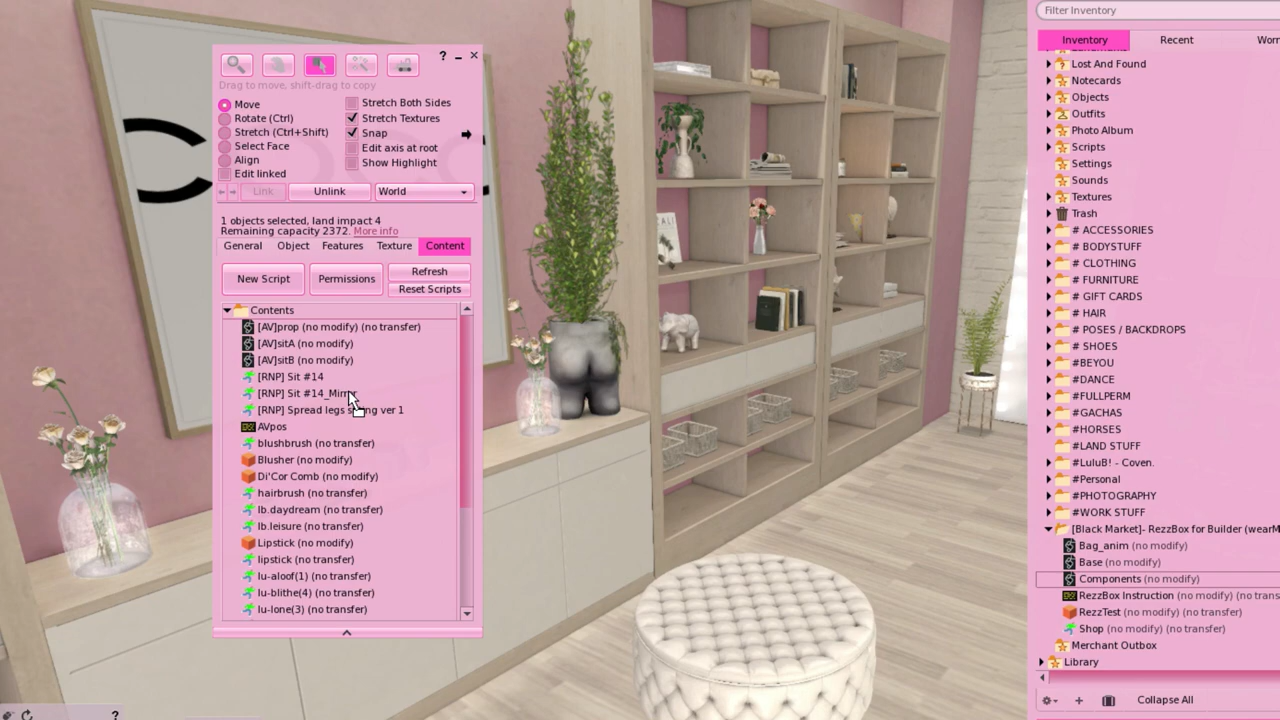 ?
Drag to move, shift-drag to copy
Move
Rotate (Ctrl)
Stretch (Ctrl+Shift)
Select Face
Align
Edit linked
Stretch Both Sides
Stretch Textures
Snap
Edit axis at root
Show Highlight
Link
Unlink
World
1 objects selected, land impact 4
Remaining capacity 2372. More info
General
Object
Features
Texture
Content
New Script
Permissions
Refresh
Reset Scripts
Contents
[AV]prop (no modify) (no transfer)
[AV]sitA (no modify)
[AV]sitB (no modify)
[RNP] Sit #14
[RNP] Sit #14_Mirr
[RNP] Spread legs ver 1
AVpos
blushbrush (no transfer)
Blusher (no modify)
Di'Cor Comb (no modify)
hairbrush (no transfer)
lb.daydream (no transfer)
lb.leisure (no transfer)
Lipstick (no modify)
lipstick (no transfer)
lu-aloof(1) (no transfer)
lu-blithe(4) (no transfer)
lu-lone(3) (no transfer)
?
Filter Inventory
Inventory
Recent
Worn
Lost And Found
Notecards
Objects
Outfits
Photo Album
Scripts
Settings
Sounds
Textures
Trash
# ACCESSORIES
# BODYSTUFF
# CLOTHING
# FURNITURE
# GIFT CARDS
# HAIR
# POSES / BACKDROPS
# SHOES
#BEYOU
#DANCE
#FULLPERM
#GACHAS
#HORSES
#LAND STUFF
#LuluB! - Coven.
#Personal
#PHOTOGRAPHY
#WORK STUFF
[Black Market]- RezzBox for Builder (wearM
Bag_anim (no modify)
Base (no modify)
Components (no modify)
RezzBox Instruction (no modify) (no trans
RezzTest (no modify) (no transfer)
Shop (no modify) (no transfer)
Merchant Outbox
Library
Collapse All